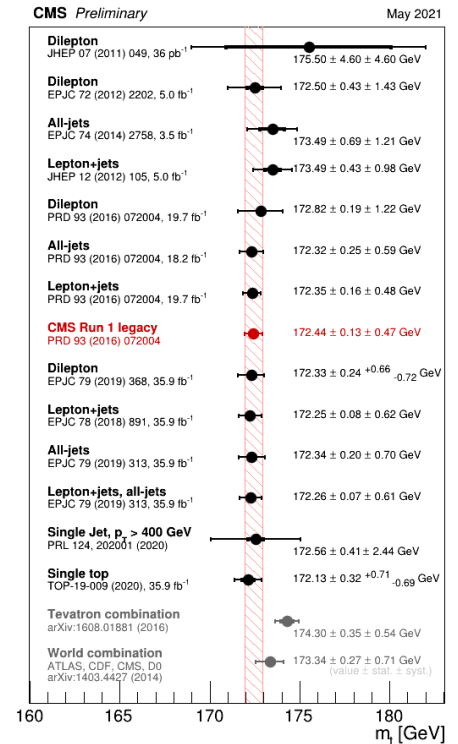 CMS Preliminary May 2021
Dilepton
JHEP 07 (2011) 049, 36 pb⁻¹
175.50 ± 4.60 ± 4.60 GeV
Dilepton
EPJC 72 (2012) 2202, 5.0 fb⁻¹
172.50 ± 0.43 ± 1.43 GeV
All-jets
EPJC 74 (2014) 2758, 3.5 fb⁻¹
173.49 ± 0.69 ± 1.21 GeV
Lepton+jets
JHEP 12 (2012) 105, 5.0 fb⁻¹
173.49 ± 0.43 ± 0.98 GeV
Dilepton
PRD 93 (2016) 072004, 19.7 fb⁻¹
172.82 ± 0.19 ± 1.22 GeV
All-jets
PRD 93 (2016) 072004, 18.2 fb⁻¹
172.32 ± 0.25 ± 0.59 GeV
Lepton+jets
PRD 93 (2016) 072004, 19.7 fb⁻¹
172.35 ± 0.16 ± 0.48 GeV
CMS Run 1 legacy
PRD 93 (2016) 072004
172.44 ± 0.13 ± 0.47 GeV
Dilepton
EPJC 79 (2019) 368, 35.9 fb⁻¹
172.33 ± 0.24 +0.66 -0.72 GeV
Lepton+jets
EPJC 78 (2018) 891, 35.9 fb⁻¹
172.25 ± 0.08 ± 0.62 GeV
All-jets
EPJC 79 (2019) 313, 35.9 fb⁻¹
172.34 ± 0.20 ± 0.70 GeV
Lepton+jets, all-jets
EPJC 79 (2019) 313, 35.9 fb⁻¹
172.26 ± 0.07 ± 0.61 GeV
Single Jet, p_T > 400 GeV
PRL 124, 202001 (2020)
172.56 ± 0.41 ± 2.44 GeV
Single top
TOP-19-009 (2020), 35.9 fb⁻¹
172.13 ± 0.32 +0.71 -0.69 GeV
Tevatron combination
arXiv:1608.01881 (2016)
174.30 ± 0.35 ± 0.54 GeV
World combination
ATLAS, CDF, CMS, D0
arXiv:1403.4427 (2014)
173.34 ± 0.27 ± 0.71 GeV
(value ± stat. ± syst.)
160 165 170 175 180
m_t [GeV]